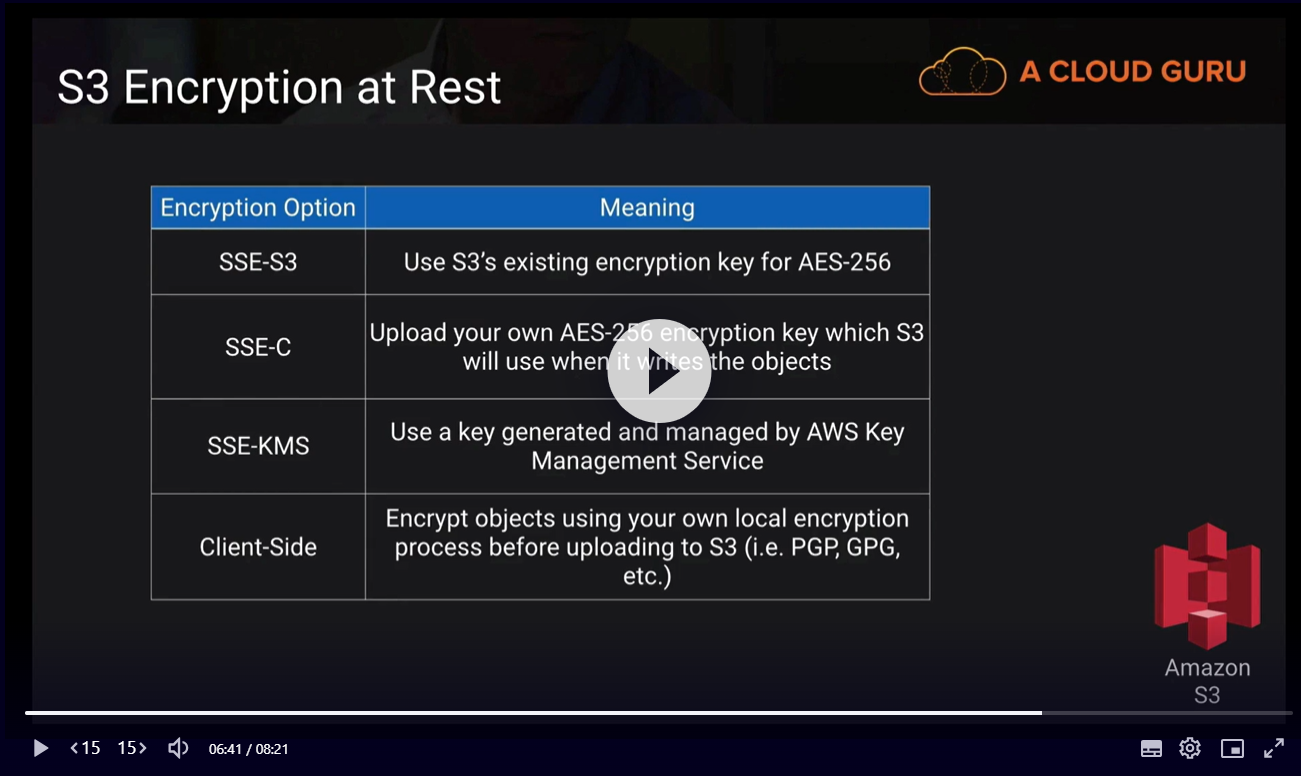 S3 Encryption at Rest
A CLOUD GURU
Encryption Option
Meaning
SSE-S3
Use S3’s existing encryption key for AES-256
SSE-C
Upload your own AES-256 encryption key which S3
will use when it writes the objects
SSE-KMS
Use a key generated and managed by AWS Key
Management Service
Client-Side
Encrypt objects using your own local encryption
process before uploading to S3 (i.e. PGP, GPG,
etc.)
Amazon
S3
<15 15> 06:41 / 08:21